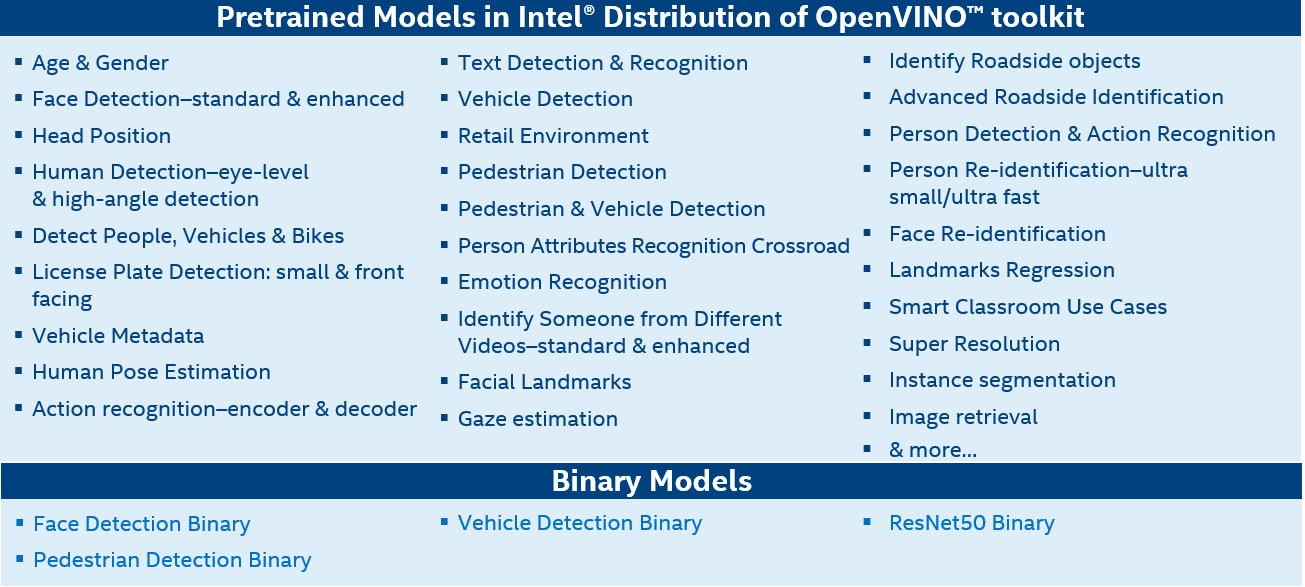 Pretrained Models in Intel® Distribution of OpenVINO™ toolkit
▪ Age & Gender
▪ Face Detection–standard & enhanced
▪ Head Position
▪ Human Detection–eye-level
& high-angle detection
▪ Detect People, Vehicles & Bikes
▪ License Plate Detection: small & front
facing
▪ Vehicle Metadata
▪ Human Pose Estimation
▪ Action recognition–encoder & decoder
▪ Text Detection & Recognition
▪ Vehicle Detection
▪ Retail Environment
▪ Pedestrian Detection
▪ Pedestrian & Vehicle Detection
▪ Person Attributes Recognition Crossroad
▪ Emotion Recognition
▪ Identify Someone from Different
Videos–standard & enhanced
▪ Facial Landmarks
▪ Gaze estimation
▪ Identify Roadside objects
▪ Advanced Roadside Identification
▪ Person Detection & Action Recognition
▪ Person Re-identification–ultra
small/ultra fast
▪ Face Re-identification
▪ Landmarks Regression
▪ Smart Classroom Use Cases
▪ Super Resolution
▪ Instance segmentation
▪ Image retrieval
▪ & more...
Binary Models
▪ Face Detection Binary
▪ Pedestrian Detection Binary
▪ Vehicle Detection Binary
▪ ResNet50 Binary